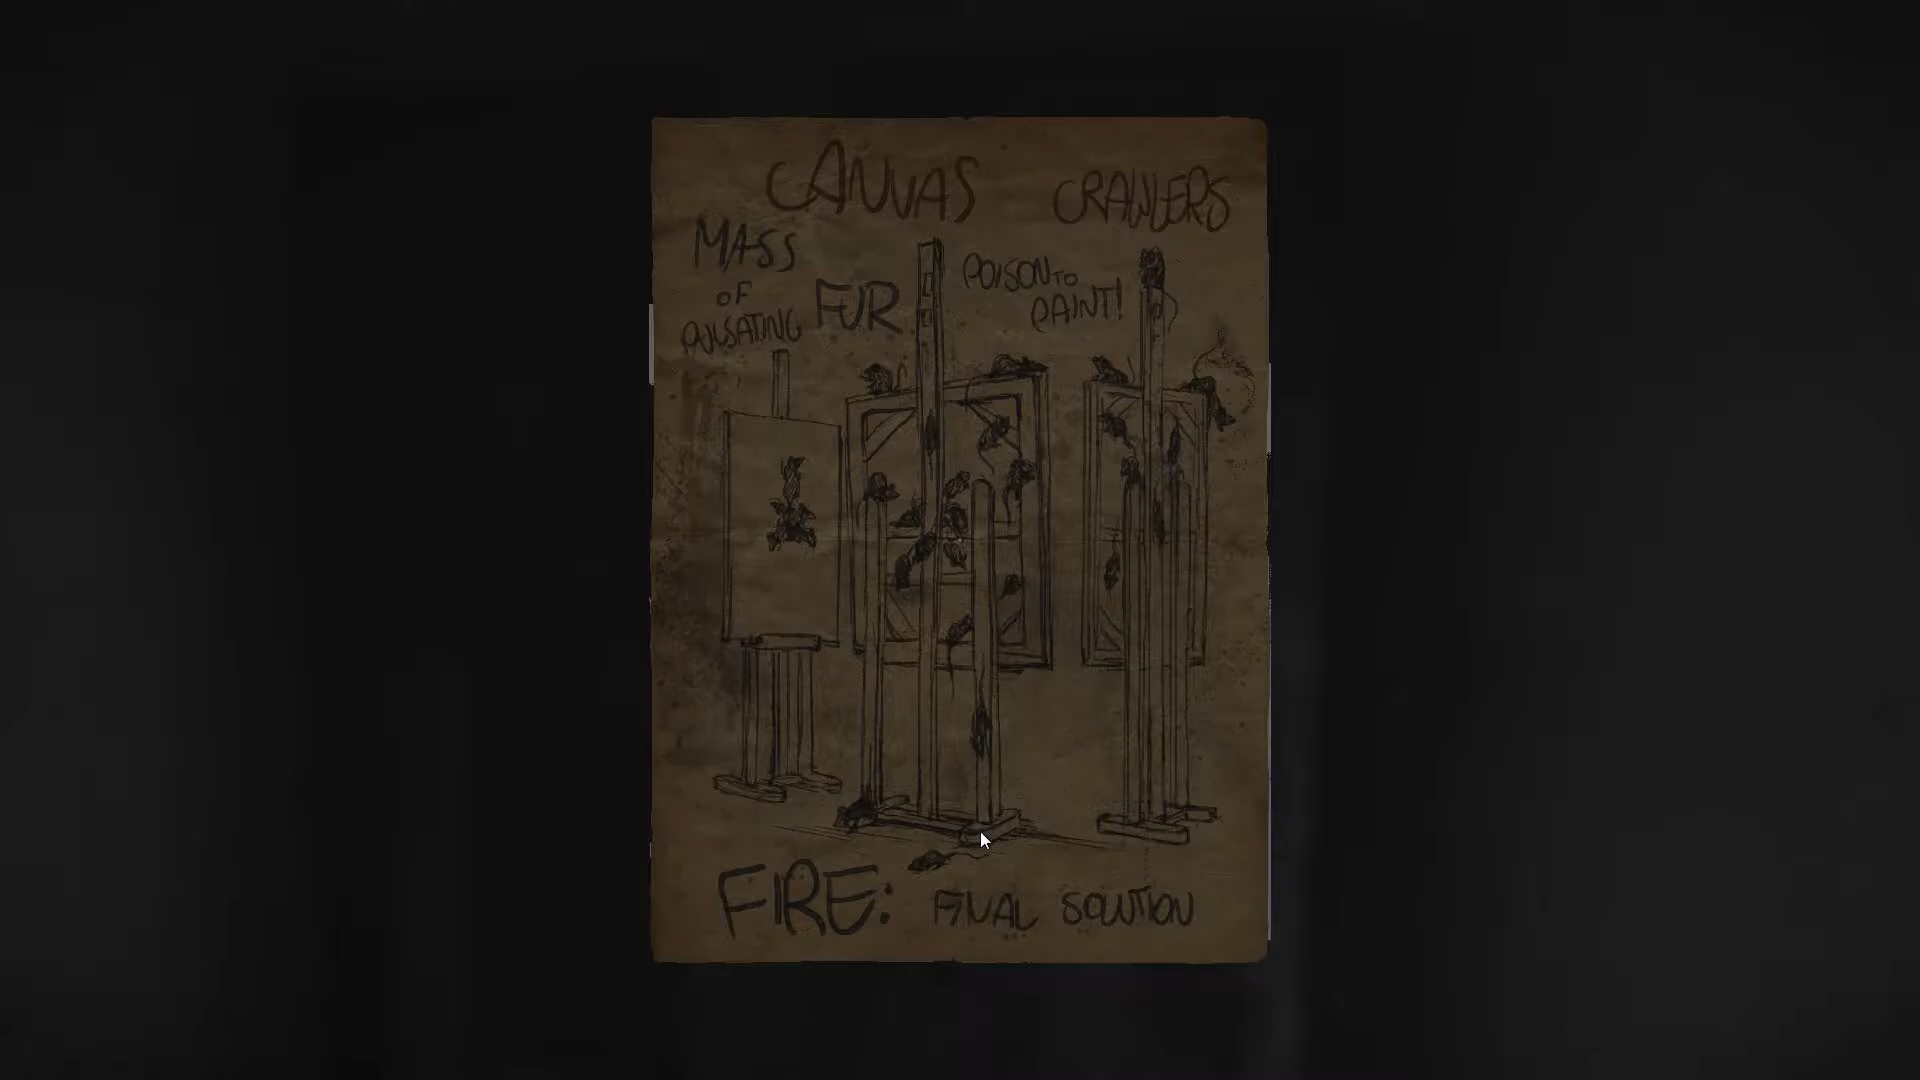 CANVAS CRAWLERS
MASS
OF
PULSATING FUR
POISON TO
PAINT!
FIRE: FINAL SOLUTION